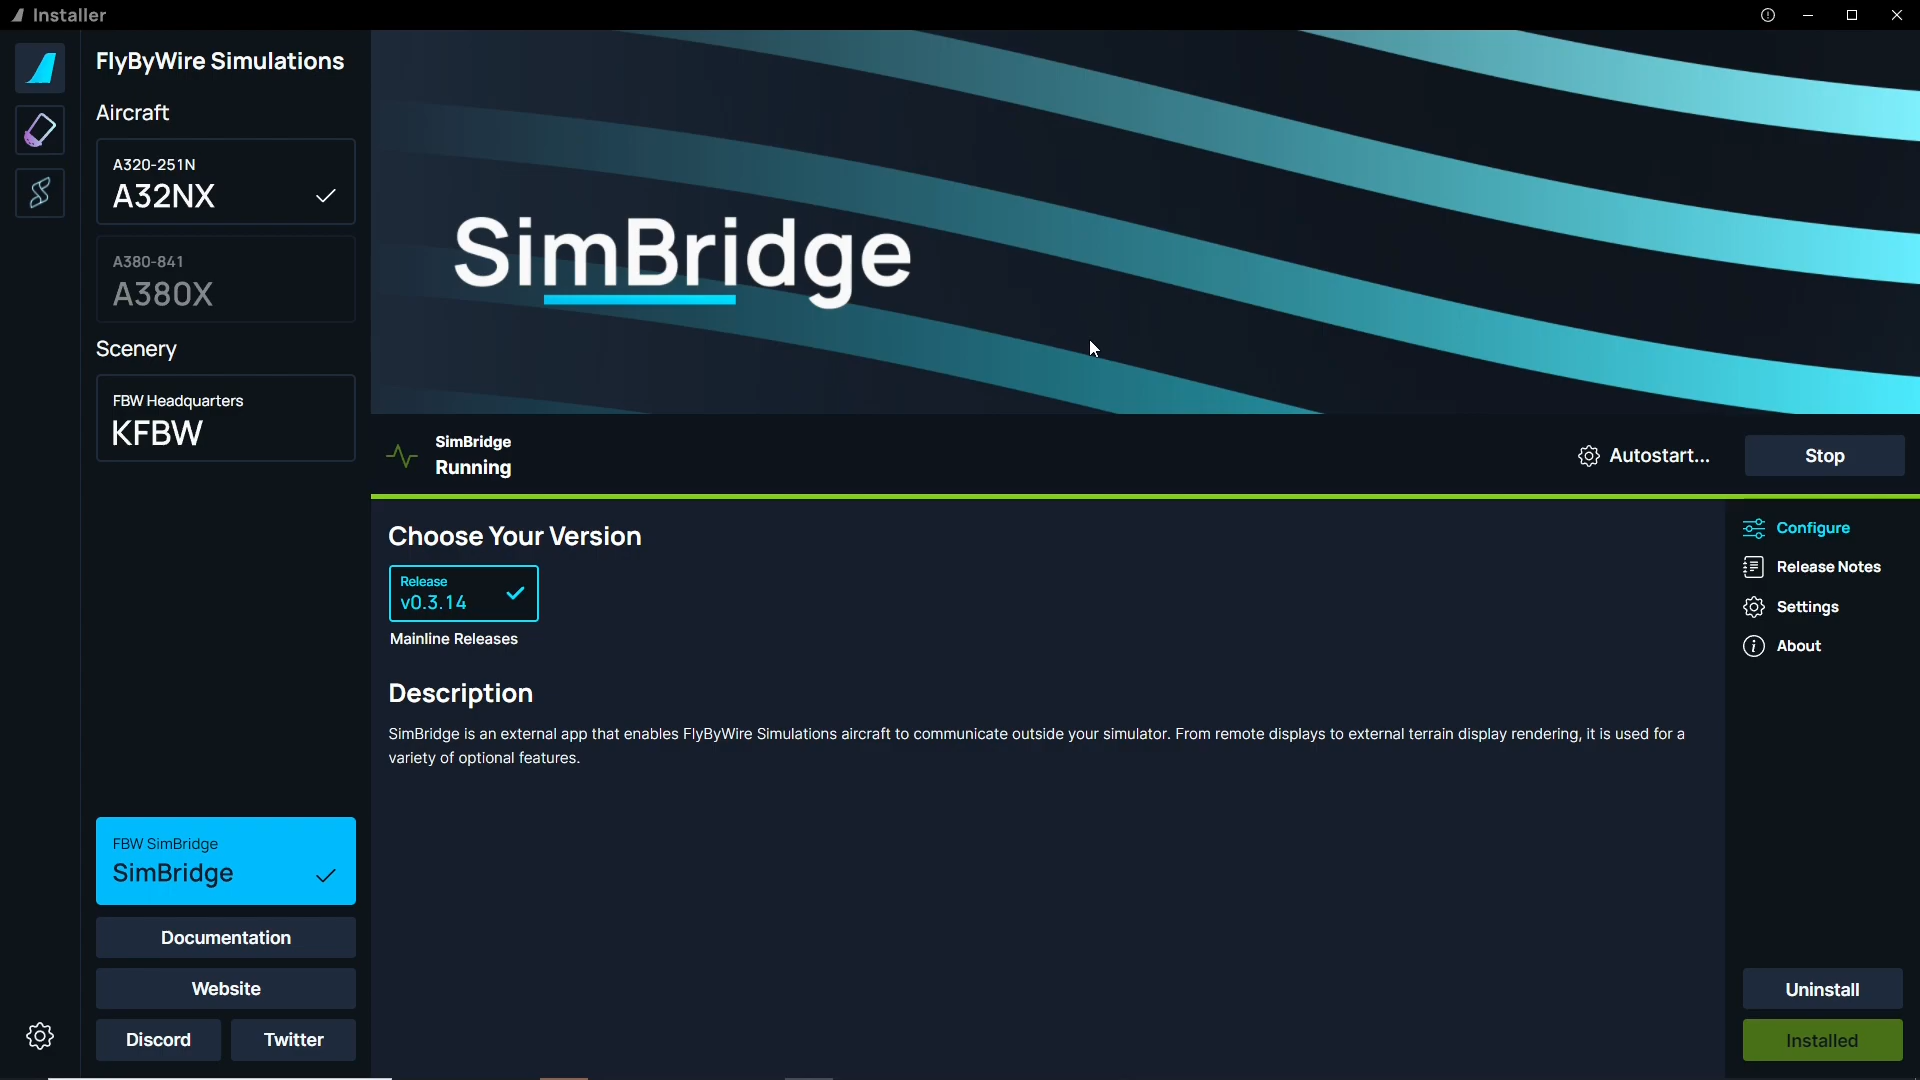 Installer
FlyByWire Simulations
Aircraft
A320-251N
A32NX
A380-841
A380X
Scenery
FBW Headquarters
KFBW
FBW SimBridge
SimBridge
Documentation
Website
Discord
Twitter
SimBridge
SimBridge
Running
Autostart...
Stop
Choose Your Version
Release
v0.3.14
Mainline Releases
Description
SimBridge is an external app that enables FlyByWire Simulations aircraft to communicate outside your simulator. From remote displays to external terrain display rendering, it is used for a
variety of optional features.
Configure
Release Notes
Settings
About
Uninstall
Installed